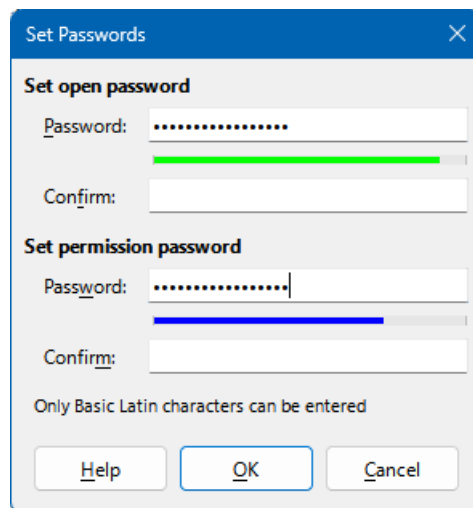 Set Passwords
Set open password
Password: •••••••••••••••••
Confirm:
Set permission password
Password: •••••••••••••••••
Confirm:
Only Basic Latin characters can be entered
Help OK Cancel